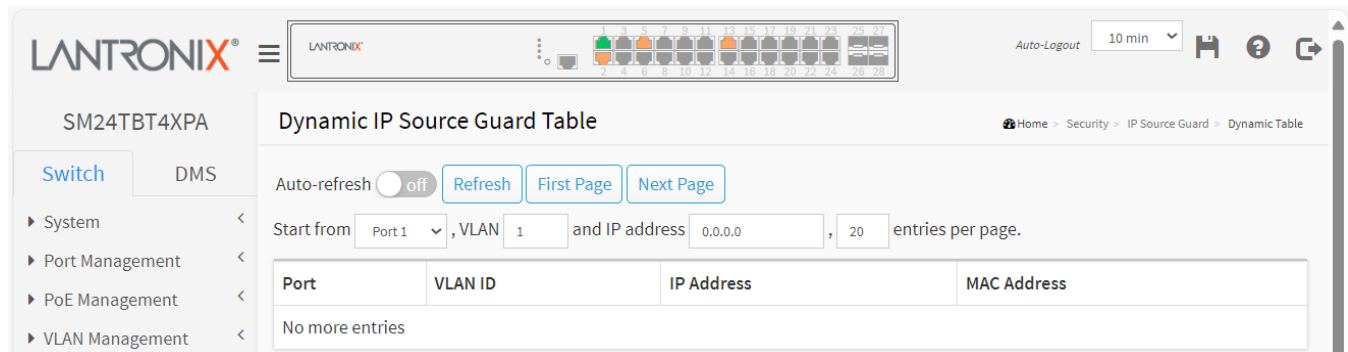 LANTRONIX®
LANTRONIX
1 3 5 7 9 11 13 15 17 19 21 23 25 27
2 4 6 8 10 12 14 16 18 20 22 24 26 28
Auto-Logout 10 min
SM24TBT4XPA
Dynamic IP Source Guard Table
Home > Security > IP Source Guard > Dynamic Table
Switch DMS
Auto-refresh off Refresh First Page Next Page
System
Start from Port 1 , VLAN 1 and IP address 0.0.0.0 , 20 entries per page.
Port Management
Port VLAN ID IP Address MAC Address
PoE Management
No more entries
VLAN Management